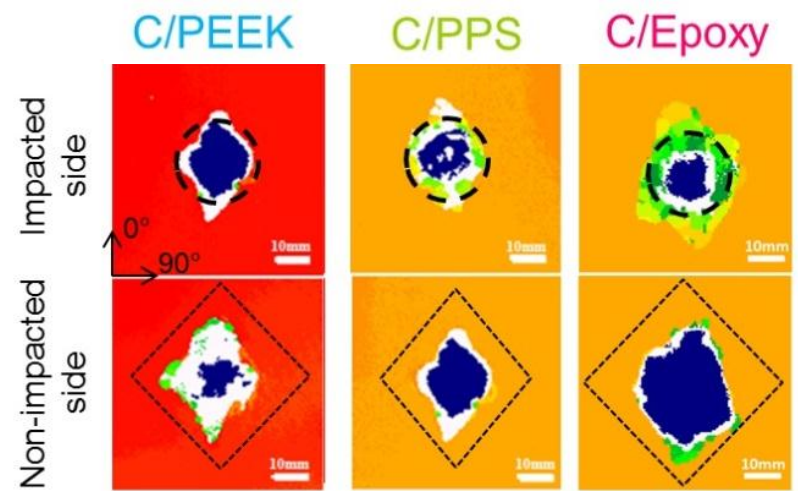 C/PEEK C/PPS C/Epoxy
Impacted side
0°
90°
10mm 10mm 10mm
Non-impacted side
10mm 10mm 10mm